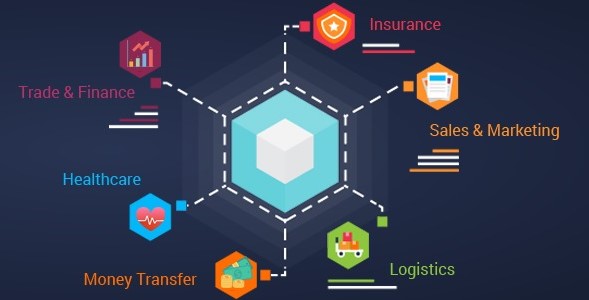 Insurance
Trade & Finance
Sales & Marketing
Healthcare
Logistics
Money Transfer